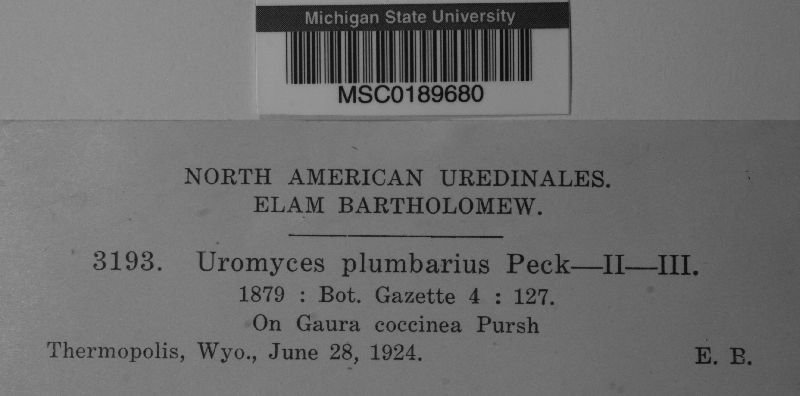 Michigan State University
MSC0189680
NORTH AMERICAN UREDINALES.
ELAM BARTHOLOMEW.
3193. Uromyces plumbarius Peck—II—III.
1879 : Bot. Gazette 4 : 127.
On Gaura coccinea Pursh
Thermopolis, Wyo., June 28, 1924. E. B.